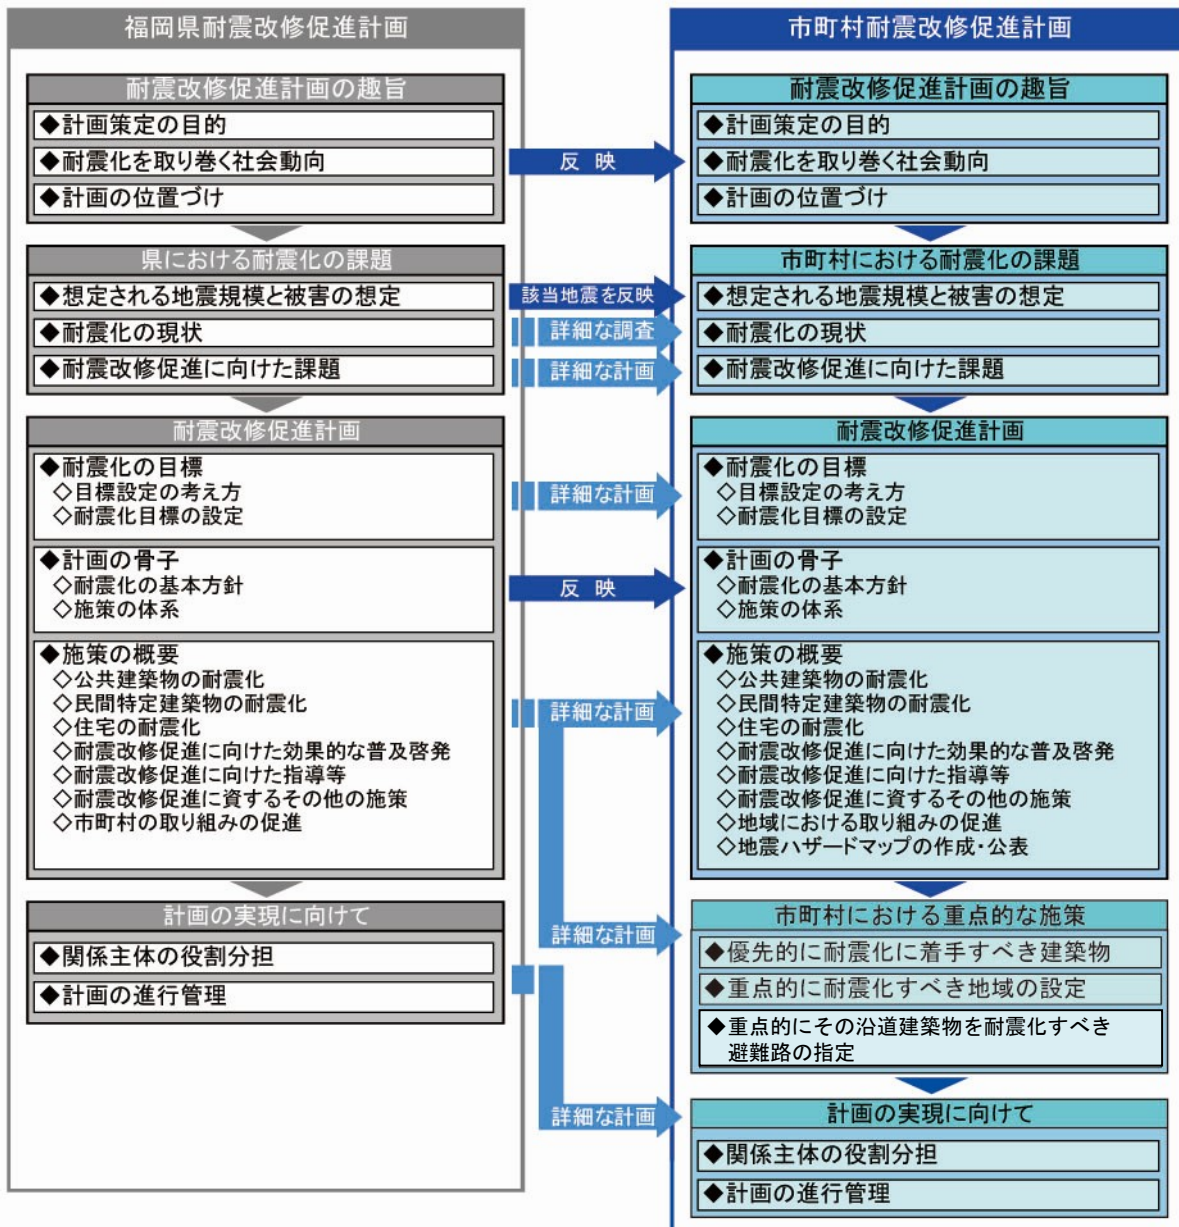 福岡県耐震改修促進計画
耐震改修促進計画の趣旨
◆計画策定の目的
◆耐震化を取り巻く社会動向
◆計画の位置づけ
県における耐震化の課題
◆想定される地震規模と被害の想定
◆耐震化の現状
◆耐震改修促進に向けた課題
耐震改修促進計画
◆耐震化の目標
◇目標設定の考え方
◇耐震化目標の設定
◆計画の骨子
◇耐震化の基本方針
◇施策の体系
◆施策の概要
◇公共建築物の耐震化
◇民間特定建築物の耐震化
◇住宅の耐震化
◇耐震改修促進に向けた効果的な普及啓発
◇耐震改修促進に向けた指導等
◇耐震改修促進に資するその他の施策
◇市町村の取り組みの促進
計画の実現に向けて
◆関係主体の役割分担
◆計画の進行管理
反 映
該当地震を反映
詳細な調査
詳細な計画
詳細な計画
反 映
詳細な計画
詳細な計画
詳細な計画
市町村耐震改修促進計画
耐震改修促進計画の趣旨
◆計画策定の目的
◆耐震化を取り巻く社会動向
◆計画の位置づけ
市町村における耐震化の課題
◆想定される地震規模と被害の想定
◆耐震化の現状
◆耐震改修促進に向けた課題
耐震改修促進計画
◆耐震化の目標
◇目標設定の考え方
◇耐震化目標の設定
◆計画の骨子
◇耐震化の基本方針
◇施策の体系
◆施策の概要
◇公共建築物の耐震化
◇民間特定建築物の耐震化
◇住宅の耐震化
◇耐震改修促進に向けた効果的な普及啓発
◇耐震改修促進に向けた指導等
◇耐震改修促進に資するその他の施策
◇地域における取り組みの促進
◇地震ハザードマップの作成・公表
市町村における重点的な施策
◆優先的に耐震化に着手すべき建築物
◆重点的に耐震化すべき地域の設定
◆重点的にその沿道建築物を耐震化すべき
避難路の指定
計画の実現に向けて
◆関係主体の役割分担
◆計画の進行管理